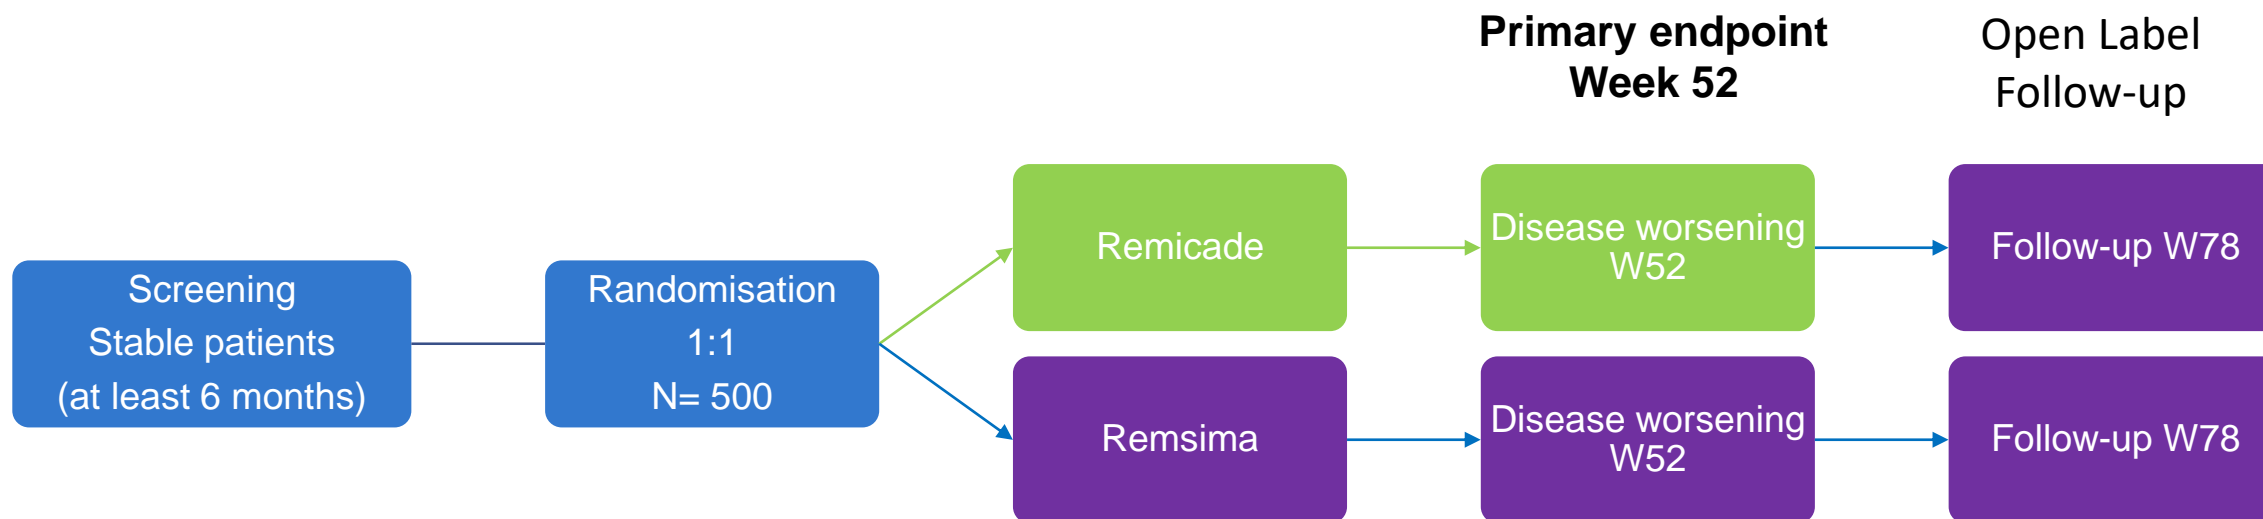 Primary endpoint
Week 52
Open Label
Follow-up
Screening
Stable patients
(at least 6 months)
Randomisation
1:1
N= 500
Remicade
Disease worsening
W52
Follow-up W78
Remsima
Disease worsening
W52
Follow-up W78